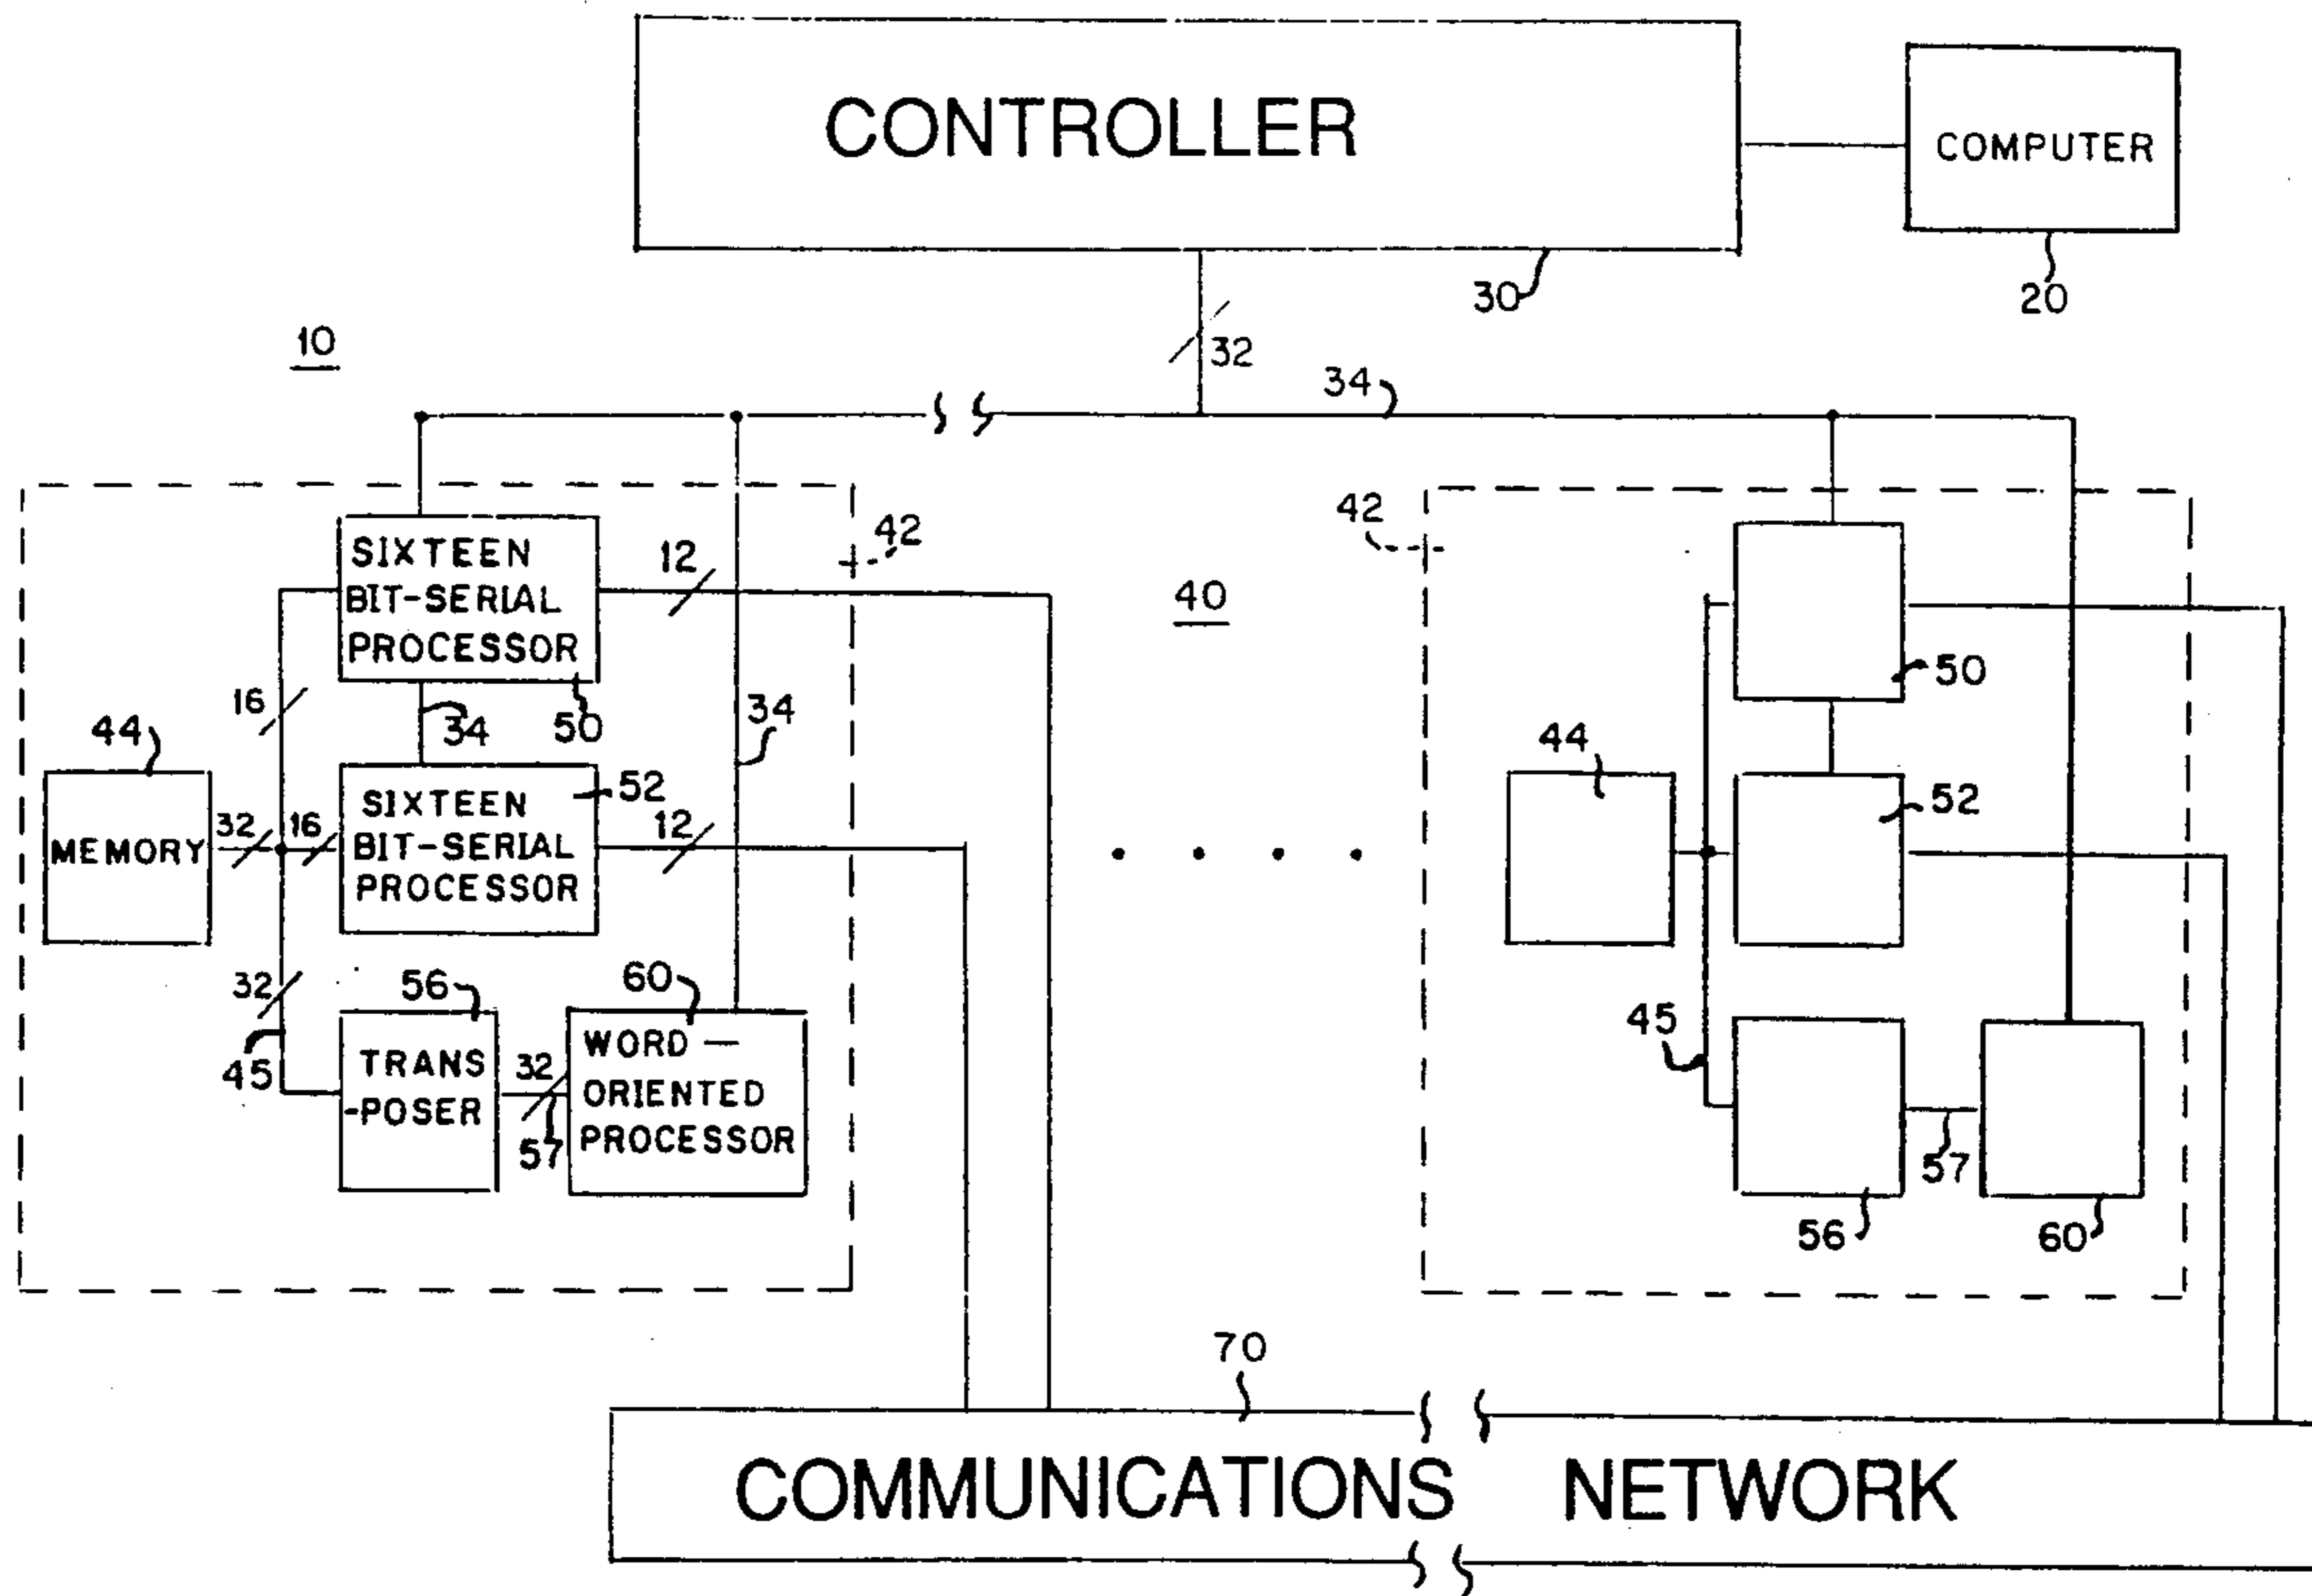 CONTROLLER
COMPUTER
30
20
10
32
34
42
42
SIXTEEN
BIT-SERIAL
PROCESSOR
12
40
50
16
34
50
34
44
44
MEMORY
32
16
SIXTEEN
BIT-SERIAL
PROCESSOR
52
12
52
32
45
56
TRANS
-POSER
32
57
60
WORD —
ORIENTED
PROCESSOR
45
57
56
60
70
COMMUNICATIONS NETWORK